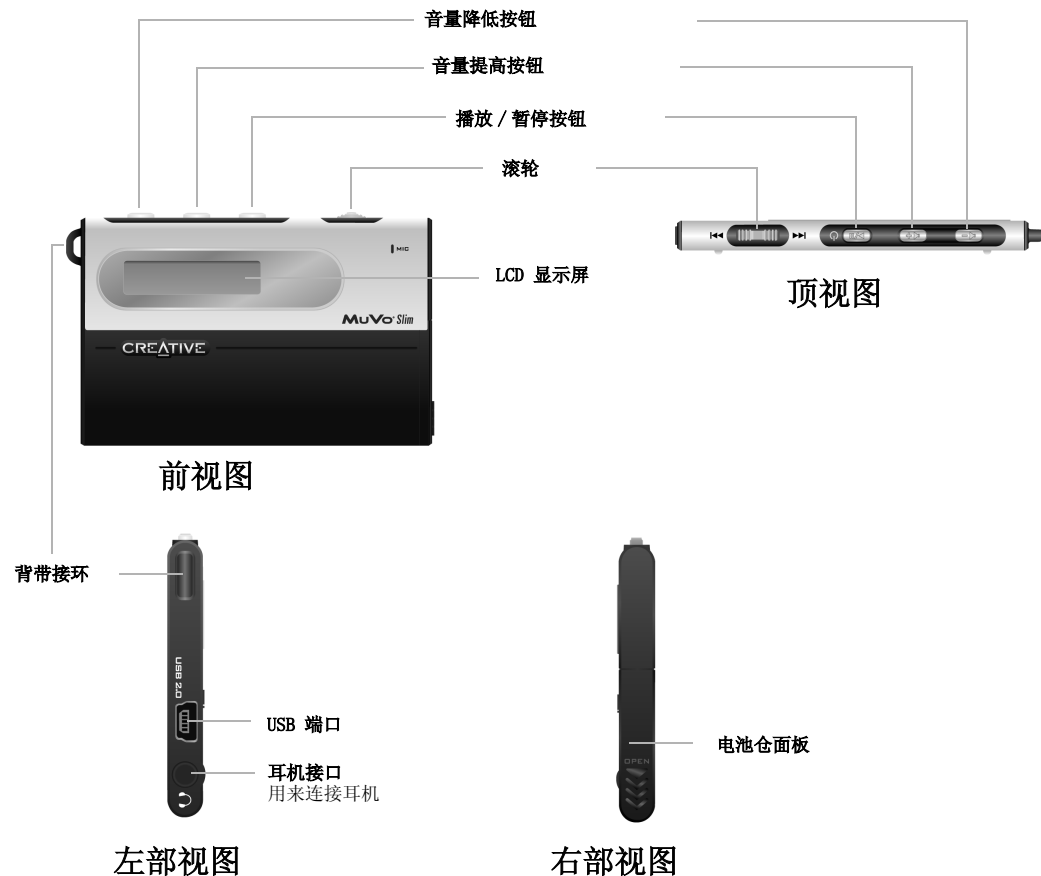 音量降低按钮
音量提高按钮
播放 / 暂停按钮
滚轮
MIC
LCD 显示屏
MuVo Slim
CREATIVE
顶视图
前视图
背带接环
USB 2.0
USB 端口
耳机接口
用来连接耳机
电池仓面板
OPEN
左部视图
右部视图